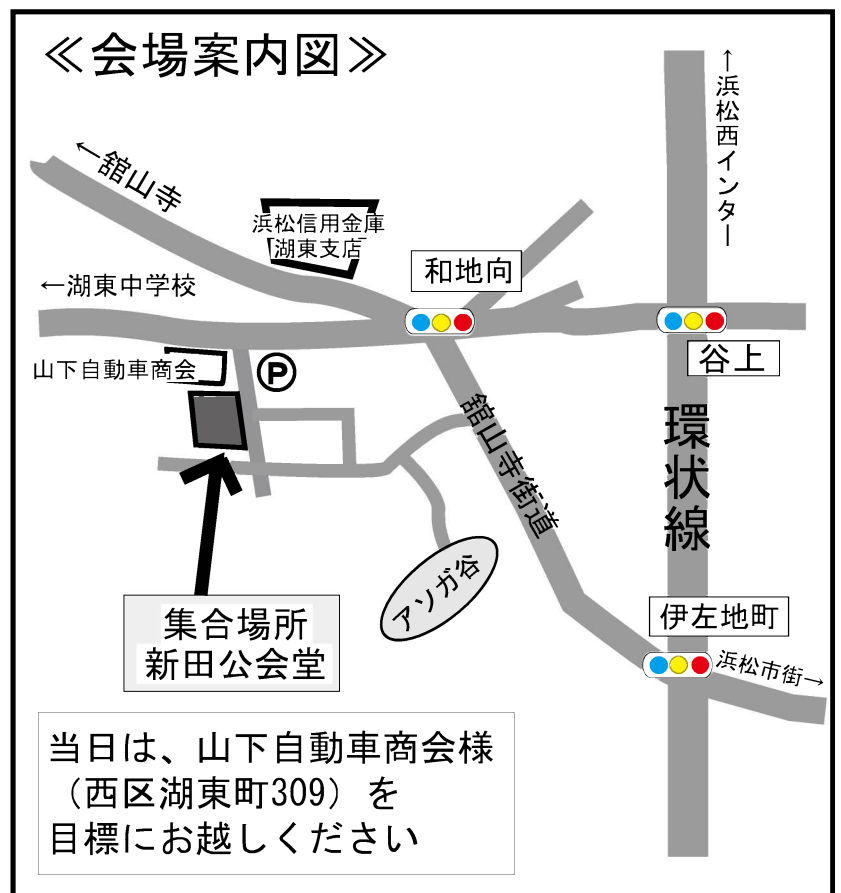 ≪会場案内図≫
↑浜松西インター
←舘山寺
浜松信用金庫
湖東支店
和地向
←湖東中学校
谷上
山下自動車商会
P
舘山寺街道
環状線
アソガ谷
集合場所
新田公会堂
伊左地町
浜松市街→
当日は、山下自動車商会様
（西区湖東町309）を
目標にお越しください